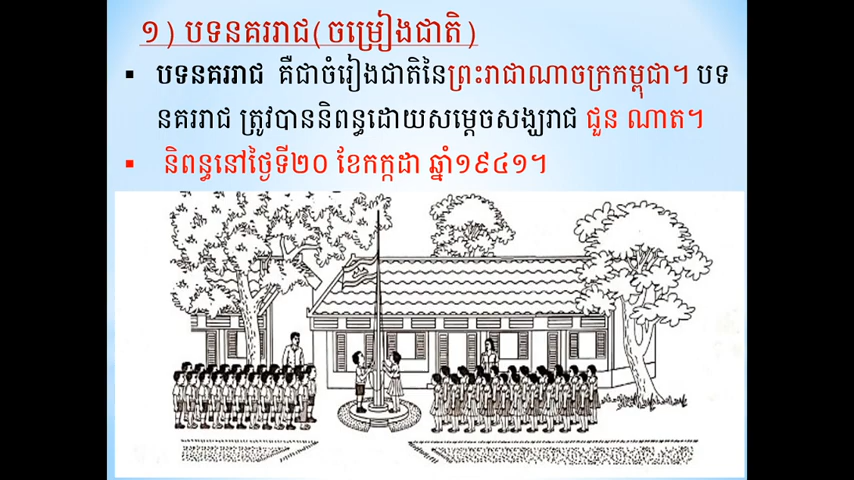 ១) បទនគររាជ(ចម្រៀងជាតិ)
▪ បទនគររាជ គឺជាចំរៀងជាតិនៃព្រះរាជាណាចក្រកម្ពុជា។ បទ
នគររាជ ត្រូវបាននិពន្ធដោយសម្ដេចសង្ឃរាជ ជួន ណាត។
▪ និពន្ធនៅថ្ងៃទី២០ ខែកក្កដា ឆ្នាំ១៩៤១។